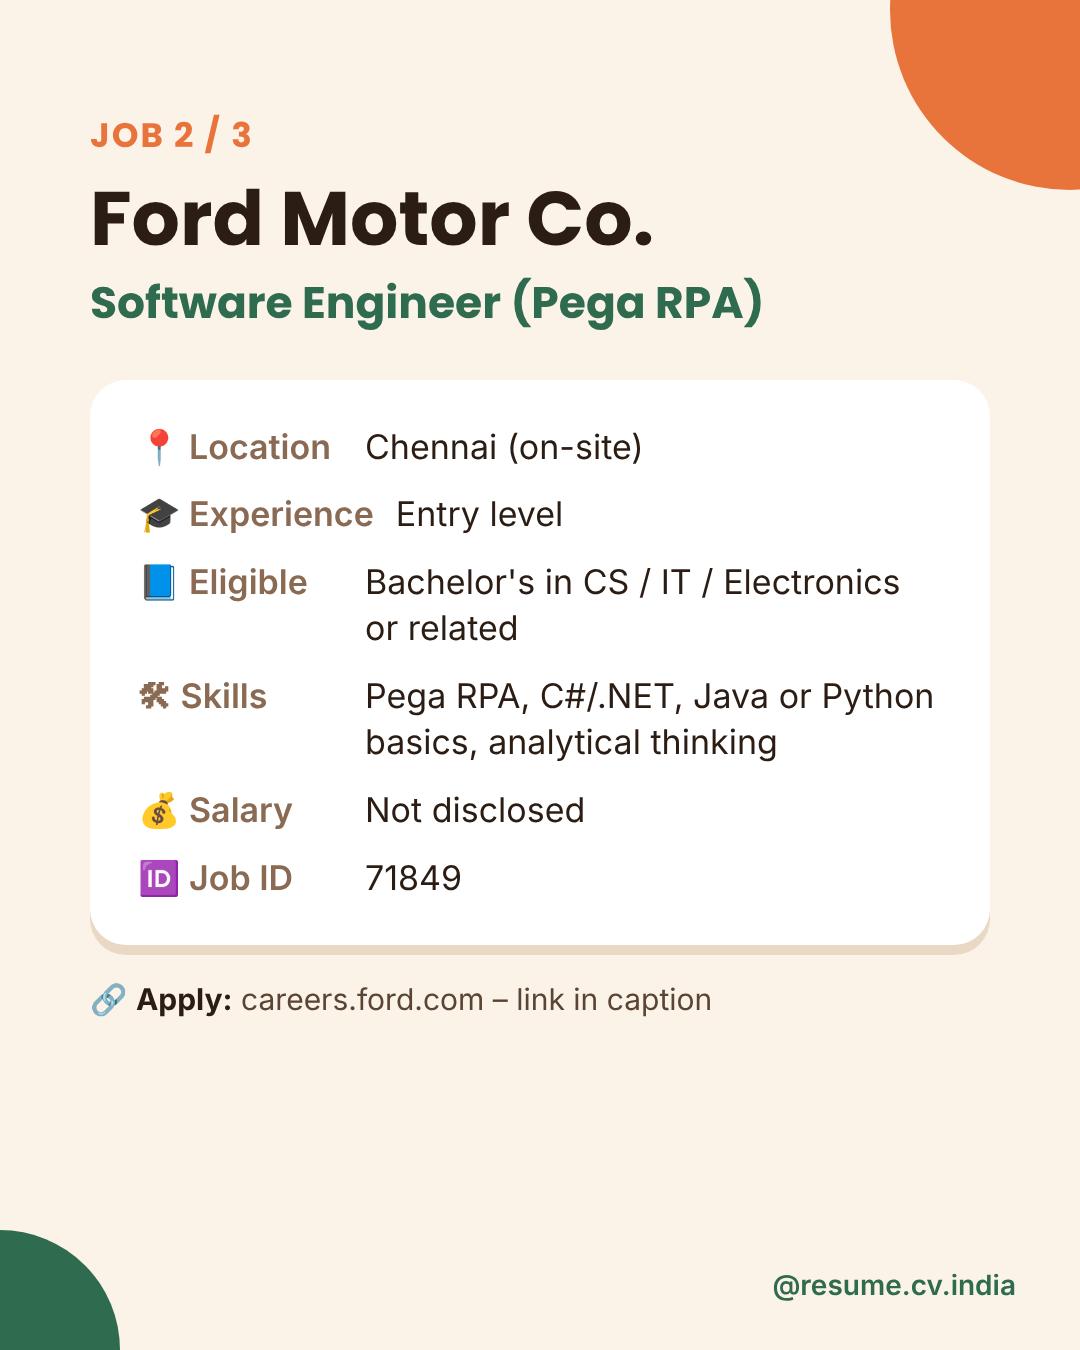 JOB 2 / 3
Ford Motor Co.
Software Engineer (Pega RPA)
📍 Location Chennai (on-site)
🎓 Experience Entry level
📘 Eligible Bachelor's in CS / IT / Electronics
or related
🛠 Skills Pega RPA, C#/.NET, Java or Python
basics, analytical thinking
💰 Salary Not disclosed
🆔 Job ID 71849
🔗 Apply: careers.ford.com – link in caption
@resume.cv.india